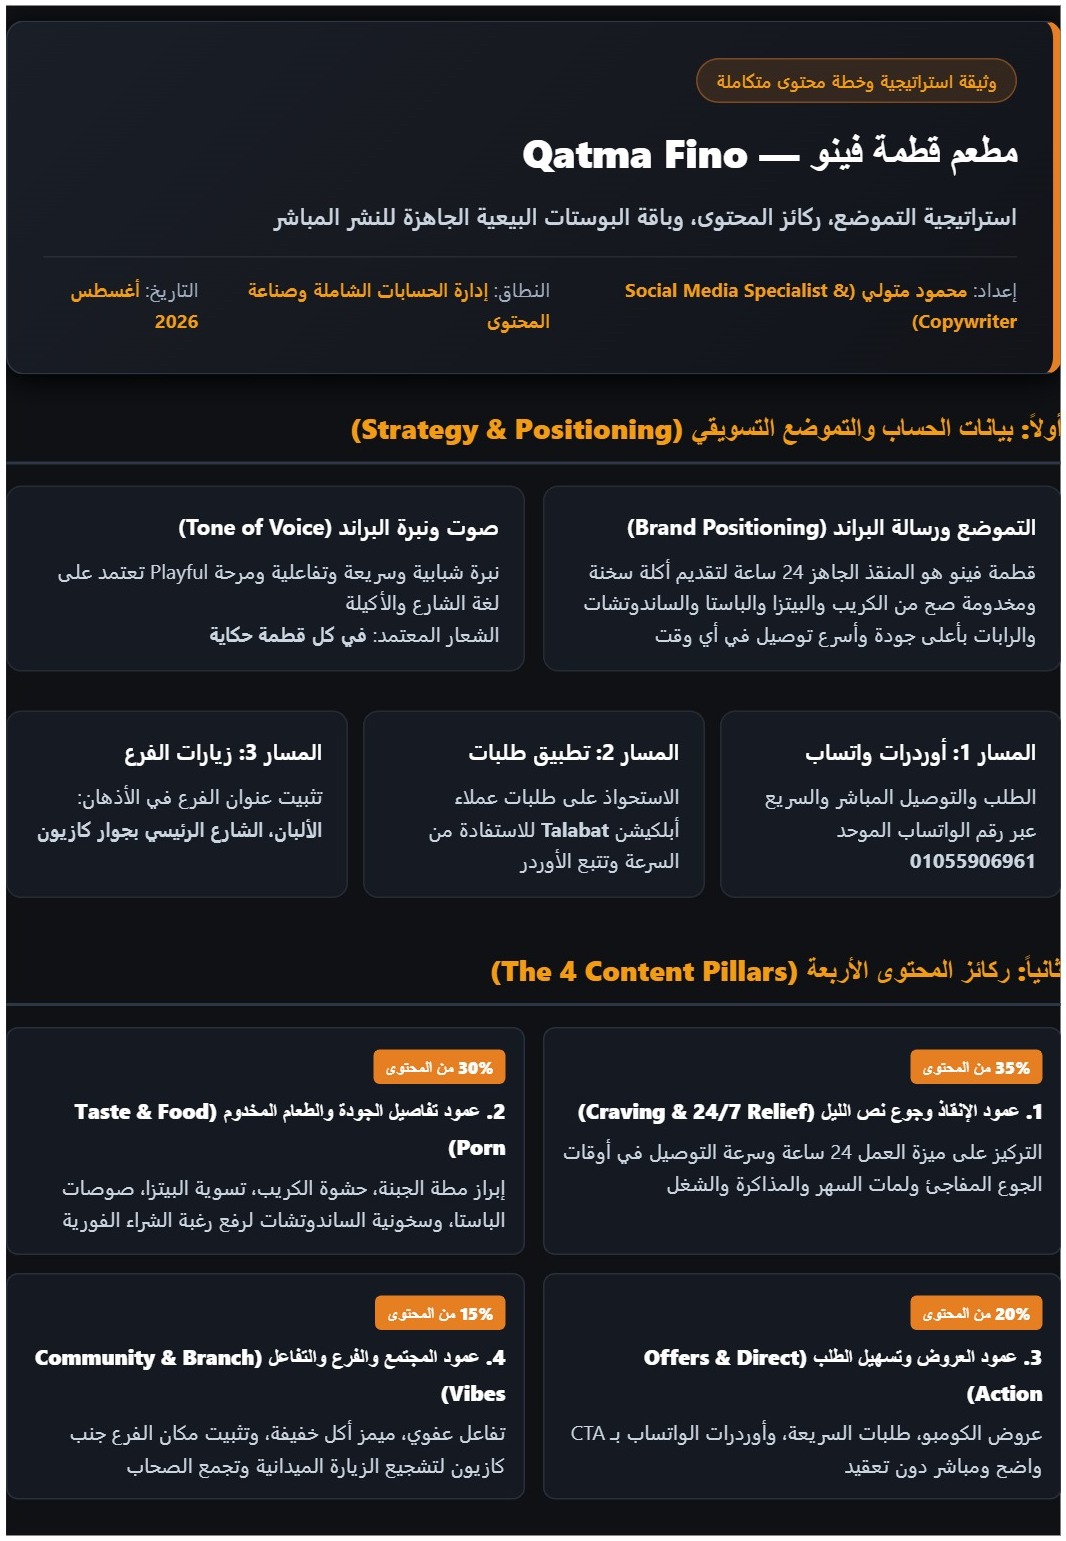 وثيقة استراتيجية وخطة محتوى متكاملة
مطعم قطمة فينو — Qatma Fino
استراتيجية التموضع، ركائز المحتوى، وباقة البوستات البيعية الجاهزة للنشر المباشر
إعداد: محمود متولي (Social Media Specialist &
Copywriter)
النطاق: إدارة الحسابات الشاملة وصناعة
المحتوى
التاريخ: أغسطس
2026
أولاً: بيانات الحساب والتموضع التسويقي (Strategy & Positioning)
التموضع ورسالة البراند (Brand Positioning)
قطمة فينو هو المنقذ الجاهز 24 ساعة لتقديم أكلة سخنة
ومخدومة صح من الكريب والبيتزا والباستا والساندوتشات
والرابات بأعلى جودة وأسرع توصيل في أي وقت
صوت ونبرة البراند (Tone of Voice)
نبرة شبابية وسريعة وتفاعلية ومرحة Playful تعتمد على
لغة الشارع والأكيلة
الشعار المعتمد: في كل قطمة حكاية
المسار 1: أوردرات واتساب
الطلب والتوصيل المباشر والسريع
عبر رقم الواتساب الموحد
01055906961
المسار 2: تطبيق طلبات
الاستحواذ على طلبات عملاء
أبلكيشن Talabat للاستفادة من
السرعة وتتبع الأوردر
المسار 3: زيارات الفرع
تثبيت عنوان الفرع في الأذهان:
الألبان، الشارع الرئيسي بجوار كازيون
ثانياً: ركائز المحتوى الأربعة (The 4 Content Pillars)
35% من المحتوى
1. عمود الإنقاذ وجوع نص الليل (Craving & 24/7 Relief)
التركيز على ميزة العمل 24 ساعة وسرعة التوصيل في أوقات
الجوع المفاجئ ولمات السهر والمذاكرة والشغل
30% من المحتوى
2. عمود تفاصيل الجودة والطعام المخدوم (Taste & Food
Porn)
إبراز مطة الجبنة، حشوة الكريب، تسوية البيتزا، صوصات
الباستا، وسخونية الساندوتشات لرفع رغبة الشراء الفورية
20% من المحتوى
3. عمود العروض وتسهيل الطلب (Offers & Direct
Action)
عروض الكومبو، طلبات السريعة، وأوردرات الواتساب بـ CTA
واضح ومباشر دون تعقيد
15% من المحتوى
4. عمود المجتمع والفرع والتفاعل (Community & Branch
Vibes)
تفاعل عفوي، ميمز أكل خفيفة، وتثبيت مكان الفرع جنب
كازيون لتشجيع الزيارة الميدانية وتجمع الصحاب